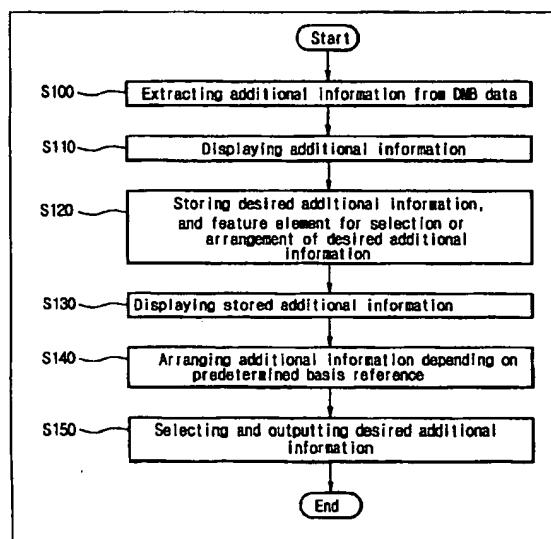 Start
S100
Extracting additional information from DMB data
S110
Displaying additional information
S120
Storing desired additional information,
and feature element for selection or
arrangement of desired additional
information
S130
Displaying stored additional information
S140
Arranging additional information depending on
predetermined basis reference
S150
Selecting and outputting desired additional
information
End